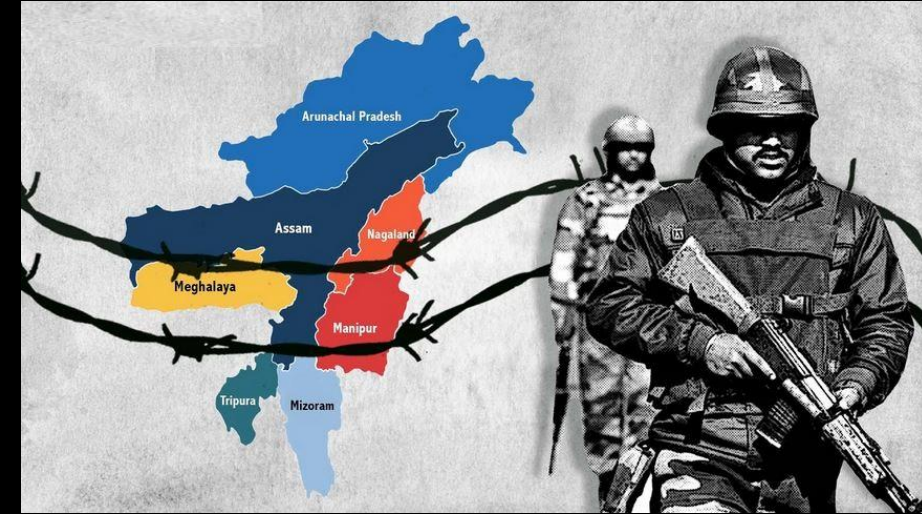 Arunachal Pradesh
Assam
Nagaland
Meghalaya
Manipur
Tripura
Mizoram